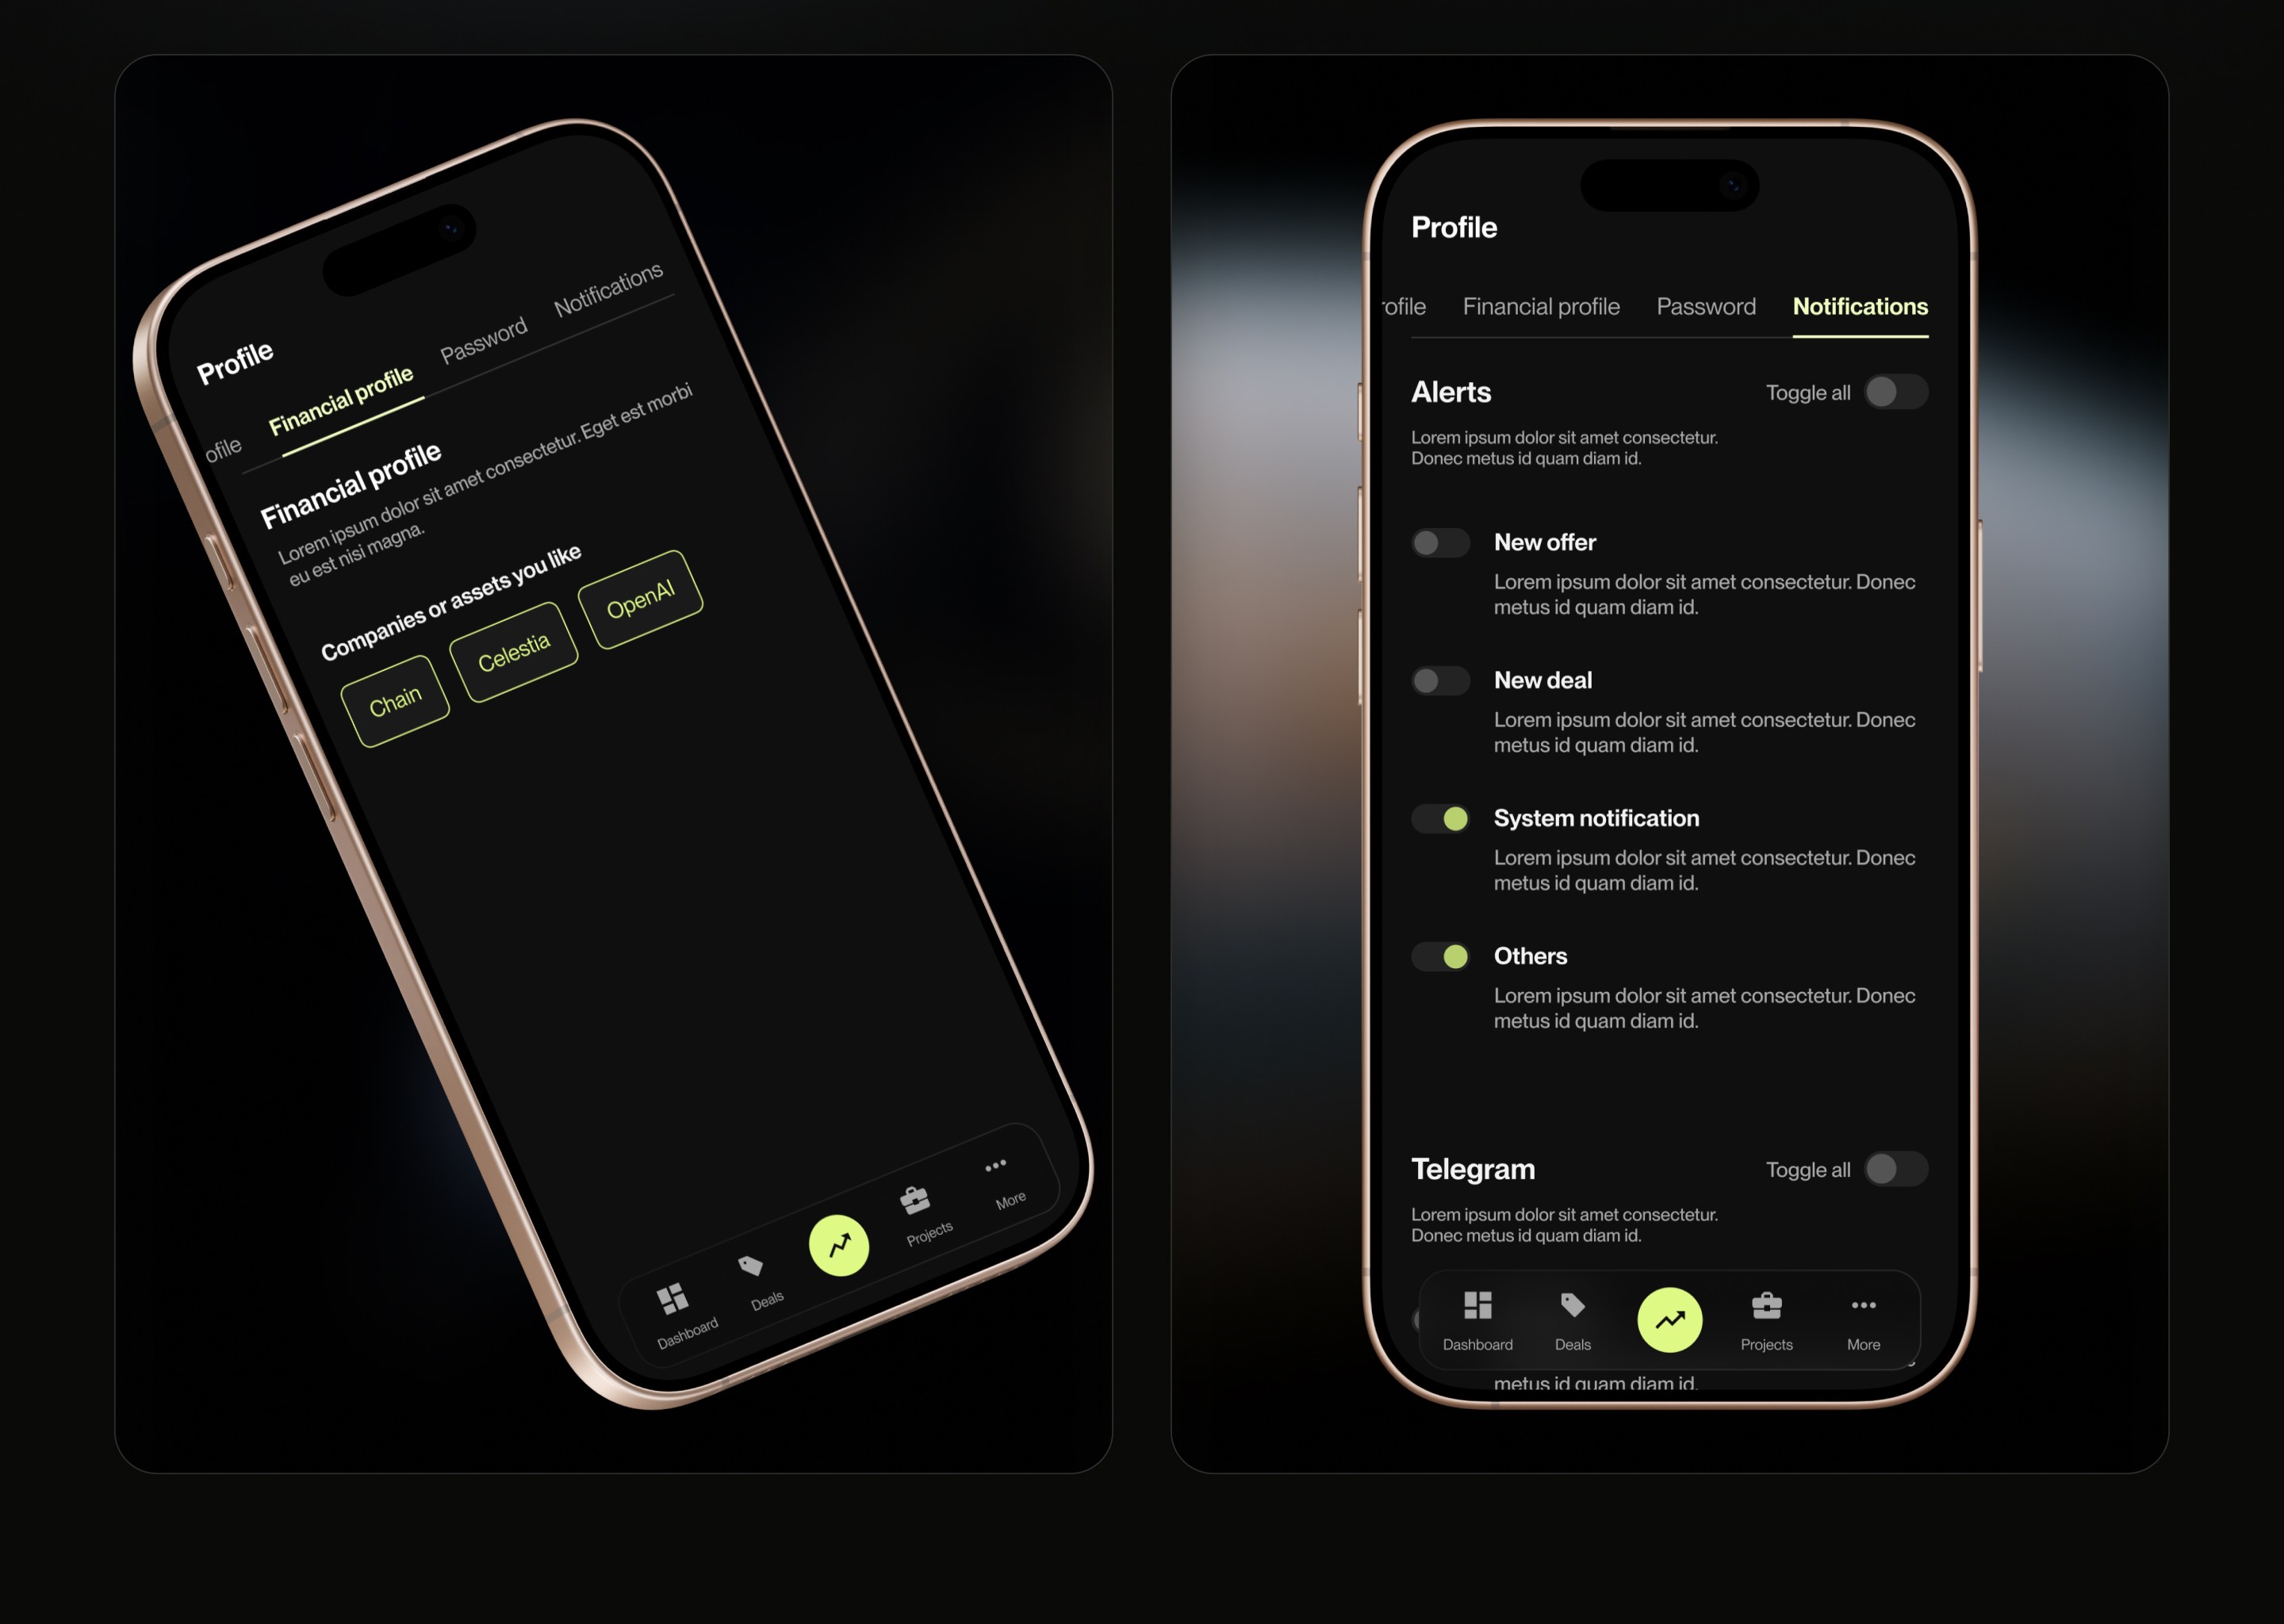 Profile
ofile Financial profile Password Notifications
Financial profile
Lorem ipsum dolor sit amet consectetur. Eget est morbi
eu est nisi magna.
Companies or assets you like
Chain Celestia OpenAI
Dashboard Deals Projects More
Profile
rofile Financial profile Password Notifications
Alerts Toggle all
Lorem ipsum dolor sit amet consectetur.
Donec metus id quam diam id.
New offer
Lorem ipsum dolor sit amet consectetur. Donec
metus id quam diam id.
New deal
Lorem ipsum dolor sit amet consectetur. Donec
metus id quam diam id.
System notification
Lorem ipsum dolor sit amet consectetur. Donec
metus id quam diam id.
Others
Lorem ipsum dolor sit amet consectetur. Donec
metus id quam diam id.
Telegram Toggle all
Lorem ipsum dolor sit amet consectetur.
Donec metus id quam diam id.
Dashboard Deals Projects More
metus id quam diam id.